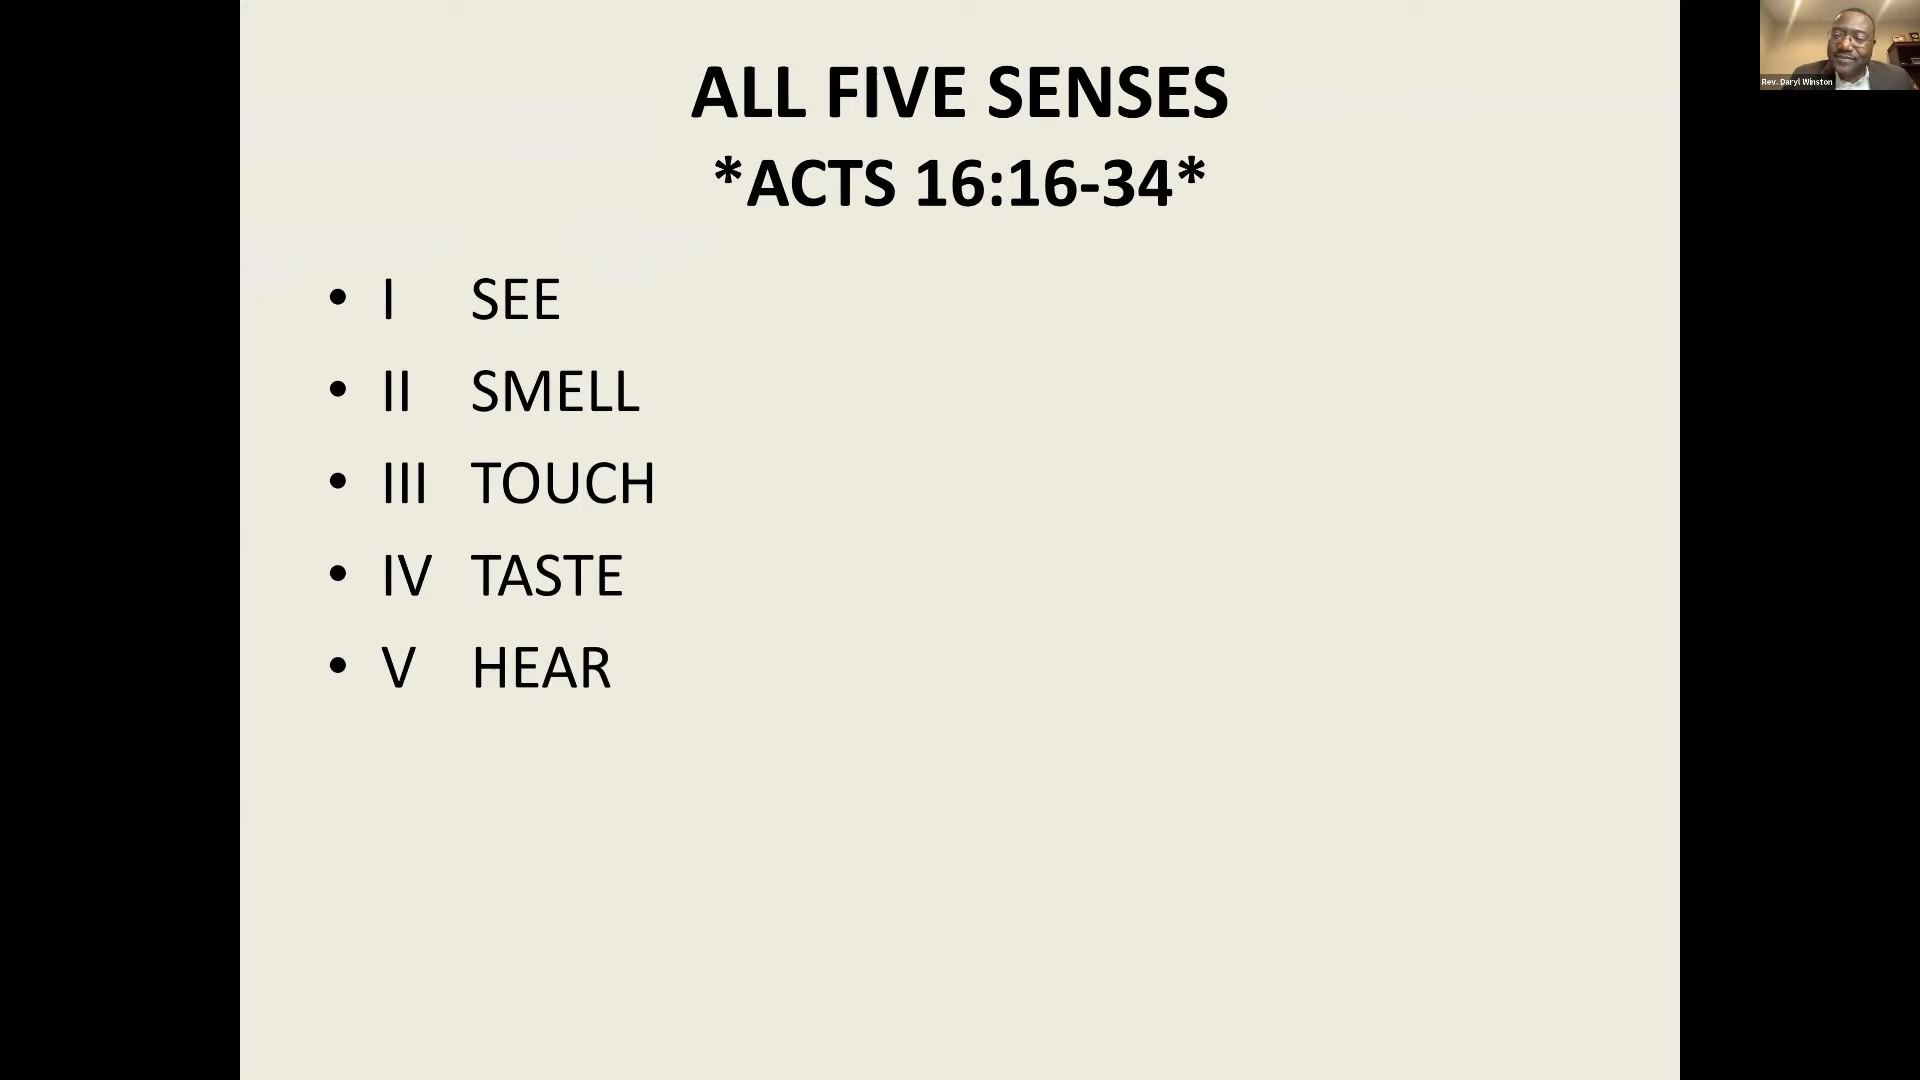 ALL FIVE SENSES
*ACTS 16:16-34*
• I SEE
• II SMELL
• III TOUCH
• IV TASTE
• V HEAR
Rev. Daryl Winston